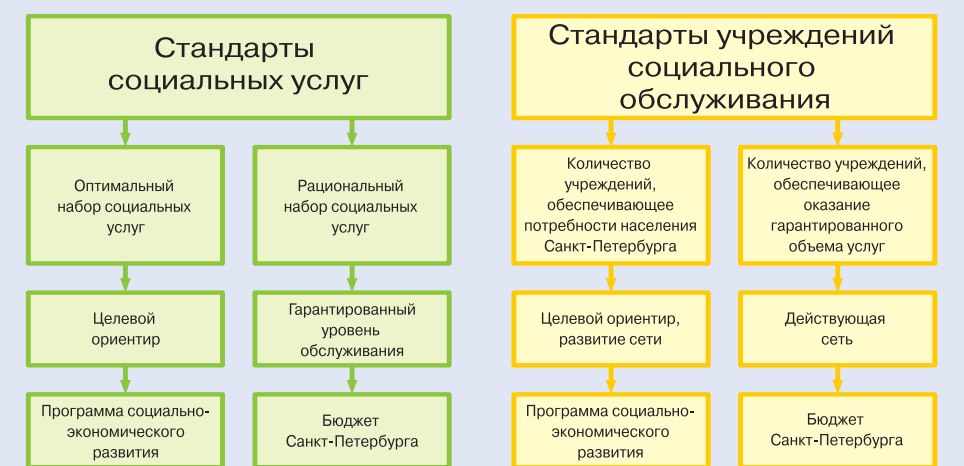 Стандарты
социальных услуг
Оптимальный
набор социальных
услуг
Рациональный
набор социальных
услуг
Целевой
ориентир
Гарантированный
уровень
обслуживания
Программа социально-
экономического
развития
Бюджет
Санкт-Петербурга
Стандарты учреждений
социального
обслуживания
Количество
учреждений,
обеспечивающее
потребности населения
Санкт-Петербурга
Количество учреждений,
обеспечивающее
оказание
гарантированного
объема услуг
Целевой ориентир,
развитие сети
Действующая
сеть
Программа социально-
экономического
развития
Бюджет
Санкт-Петербурга